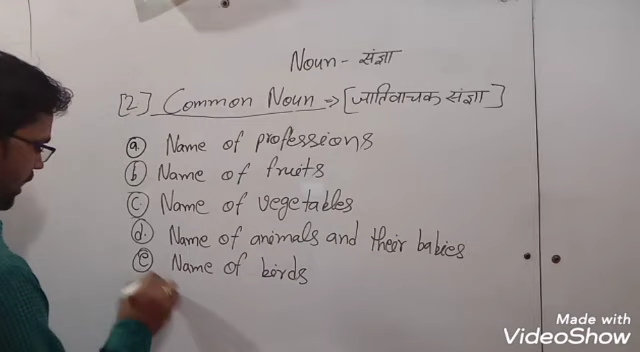 Noun - संज्ञा
[2.] Common Noun => [जातिवाचक संज्ञा]
a. Name of professions
b Name of fruits
c. Name of vegetables
d. Name of animals and their babies
e Name of birds
Made with
VideoShow